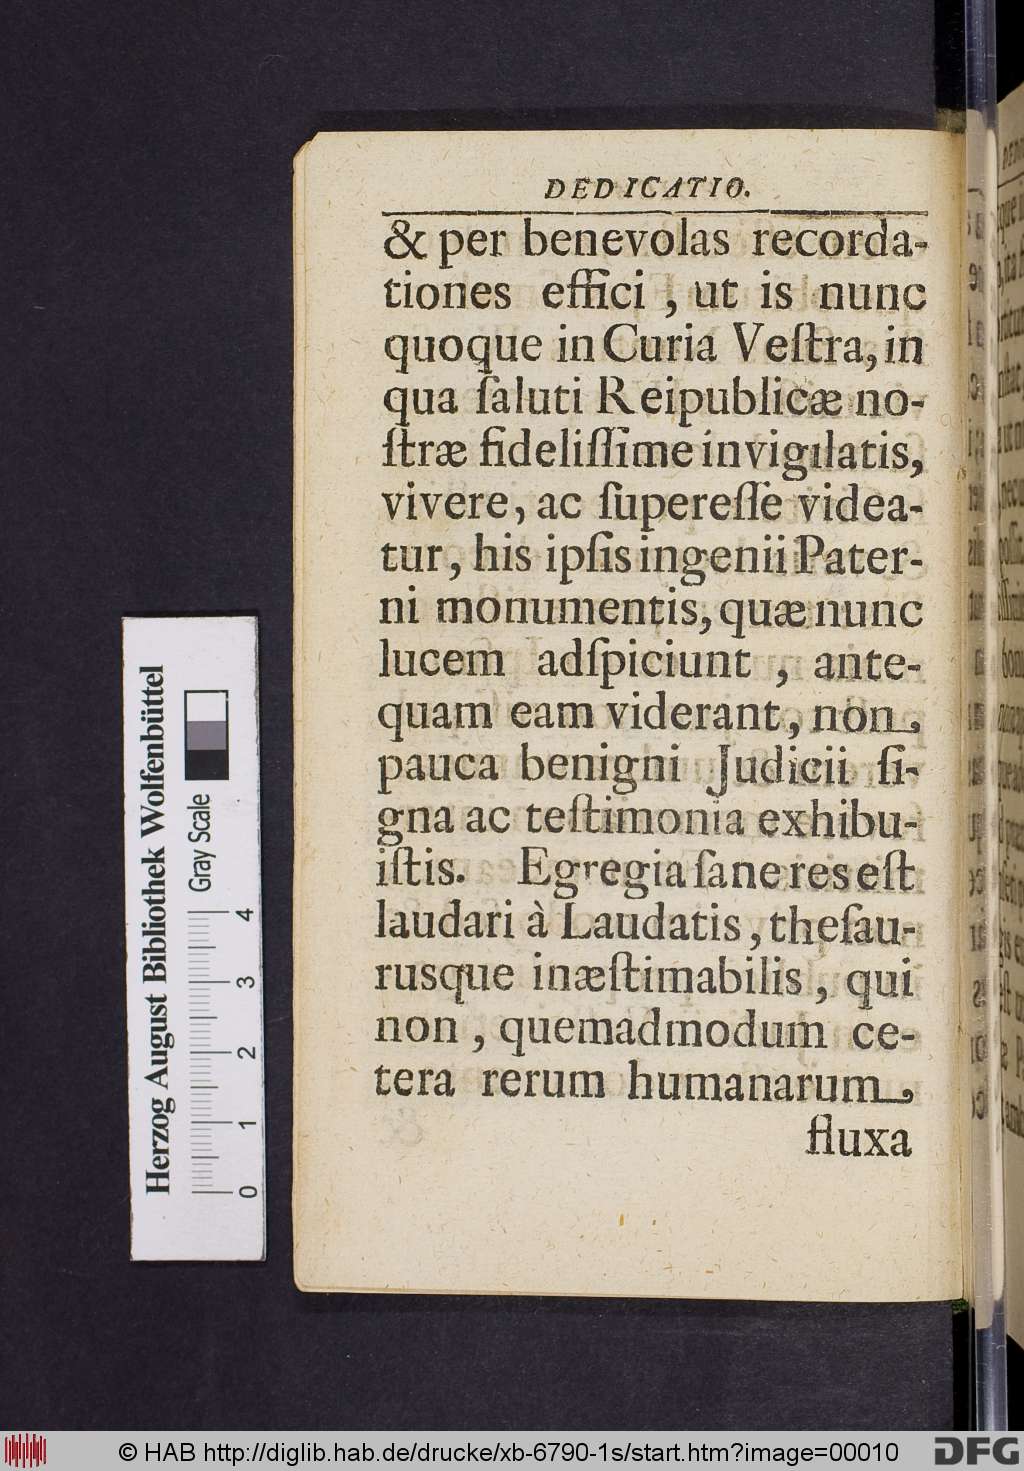 DEDICATIO.
& per benevolas recorda-
tiones effici, ut is nunc
quoque in Curia Veſtra, in
qua ſaluti Reipublicæ no-
ſtræ fideliſſime invigilatis,
vivere, ac ſupereſſe videa-
tur, his ipſis ingenii Pater-
ni monumentis, quæ nunc
lucem adſpiciunt, ante-
quam eam viderant, non
pauca benigni Judicii ſi-
gna ac teſtimonia exhibu-
iſtis. Egregia ſane res eſt
laudari à Laudatis, theſau-
rusque inæſtimabilis, qui
non, quemadmodum ce-
tera rerum humanarum
fluxa
Herzog August Bibliothek Wolfenbüttel
Gray Scale
0 1 2 3 4
© HAB http://diglib.hab.de/drucke/xb-6790-1s/start.htm?image=00010
DFG